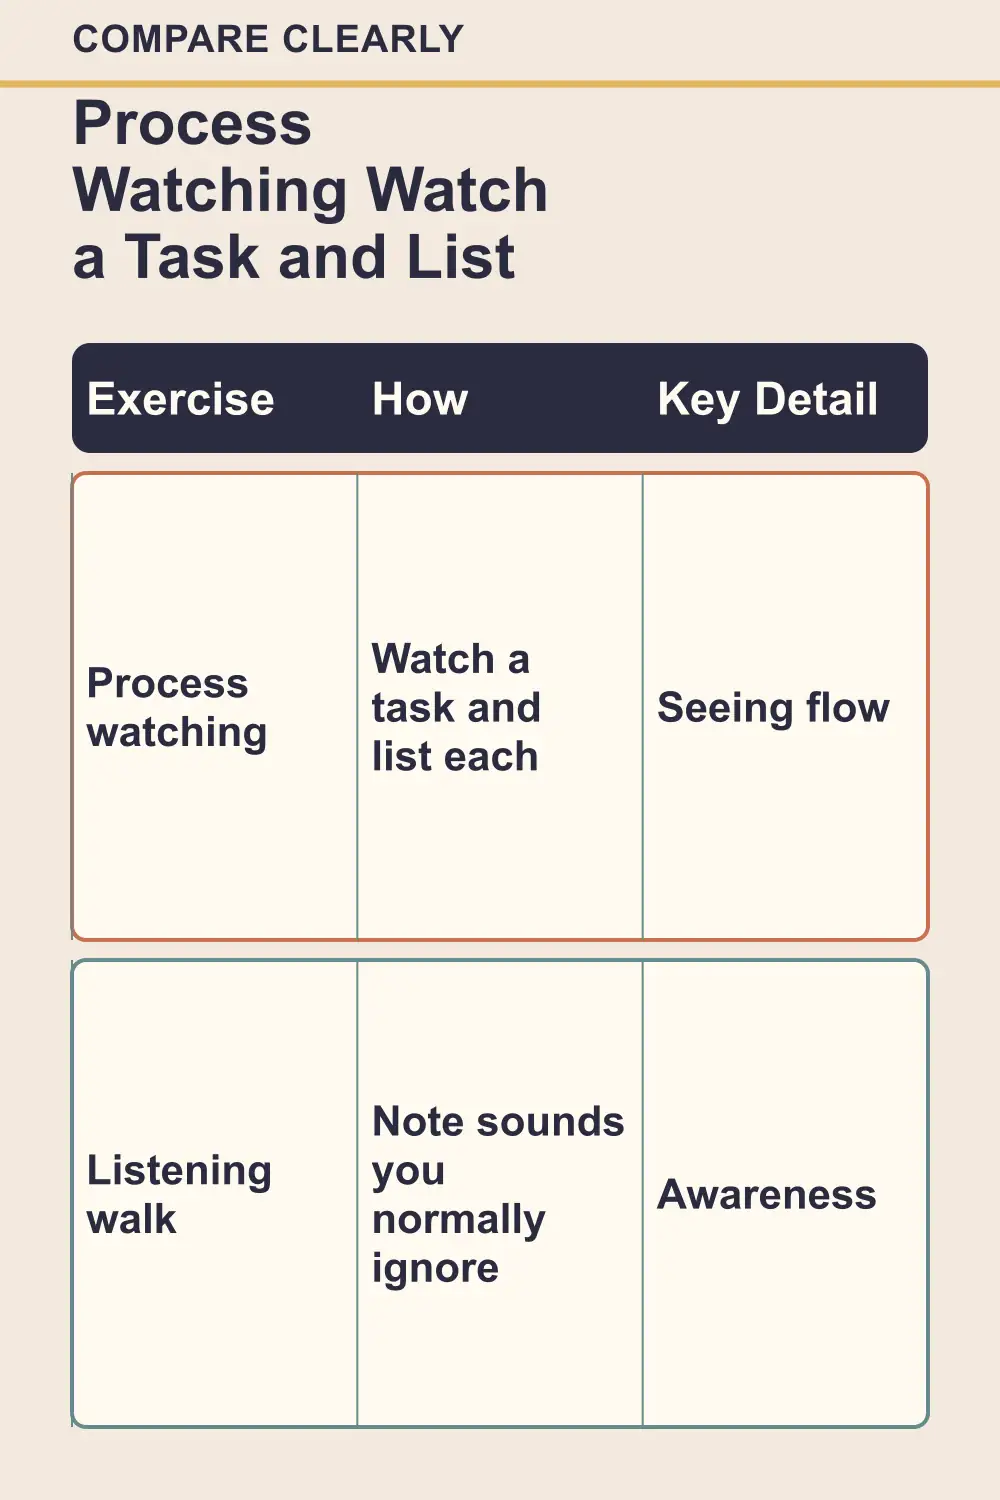 COMPARE CLEARLY
Process
Watching Watch
a Task and List
Exercise How Key Detail
Process
watching
Watch a
task and
list each
Seeing flow
Listening
walk
Note sounds
you
normally
ignore
Awareness